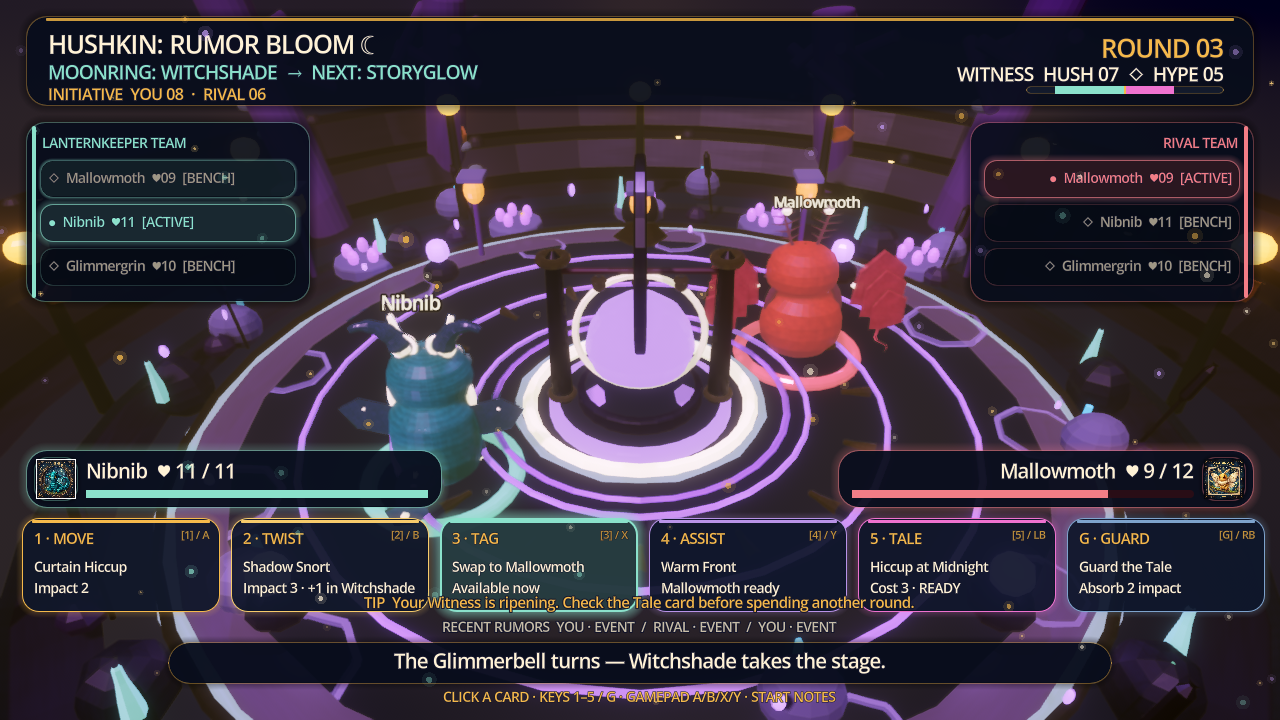 HUSHKIN: RUMOR BLOOM ☾
MOONRING: WITCHSHADE → NEXT: STORYGLOW
INITIATIVE YOU 08 · RIVAL 06
ROUND 03
WITNESS HUSH 07 ◇ HYPE 05
LANTERNKEEPER TEAM
◇ Mallowmoth ♥09 [BENCH]
● Nibnib ♥11 [ACTIVE]
◇ Glimmergrin ♥10 [BENCH]
RIVAL TEAM
● Mallowmoth ♥09 [ACTIVE]
◇ Nibnib ♥11 [BENCH]
◇ Glimmergrin ♥10 [BENCH]
Mallowmoth
Nibnib
Nibnib ♥ 11 / 11
Mallowmoth ♥ 9 / 12
1 · MOVE [1] / A
Curtain Hiccup
Impact 2
2 · TWIST [2] / B
Shadow Snort
Impact 3 · +1 in Witchshade
3 · TAG [3] / X
Swap to Mallowmoth
Available now
4 · ASSIST [4] / Y
Warm Front
Mallowmoth ready
5 · TALE [5] / LB
Hiccup at Midnight
Cost 3 · READY
G · GUARD [G] / RB
Guard the Tale
Absorb 2 impact
TIP Your Witness is ripening. Check the Tale card before spending another round.
RECENT RUMORS YOU · EVENT / RIVAL · EVENT / YOU · EVENT
The Glimmerbell turns — Witchshade takes the stage.
CLICK A CARD · KEYS 1–5 / G · GAMEPAD A/B/X/Y · START NOTES